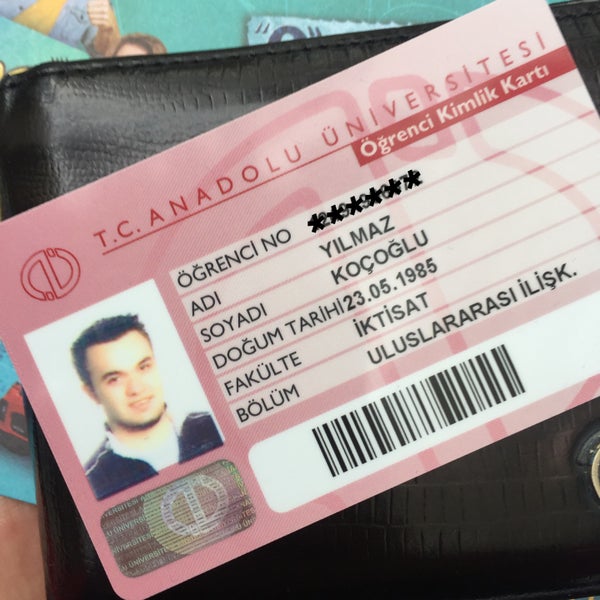 T.C. ANADOLU ÜNİVERSİTESİ
Öğrenci Kimlik Kartı
ÖĞRENCİ NO
ADI YILMAZ
SOYADI KOÇOĞLU
DOĞUM TARİHİ 23.05.1985
FAKÜLTE İKTİSAT
BÖLÜM ULUSLARARASI İLİŞK.